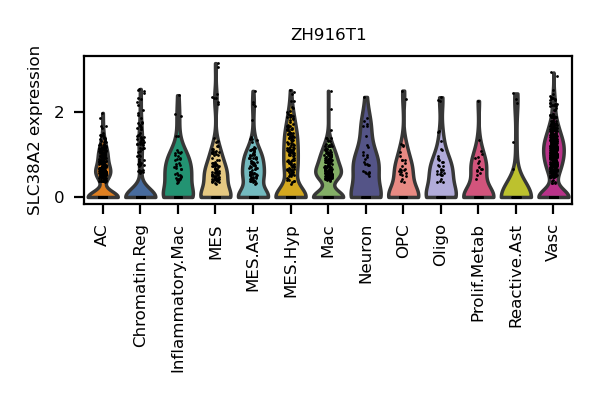 ZH916T1
SLC38A2 expression
2
0
AC
Chromatin.Reg
Inflammatory.Mac
MES
MES.Ast
MES.Hyp
Mac
Neuron
OPC
Oligo
Prolif.Metab
Reactive.Ast
Vasc